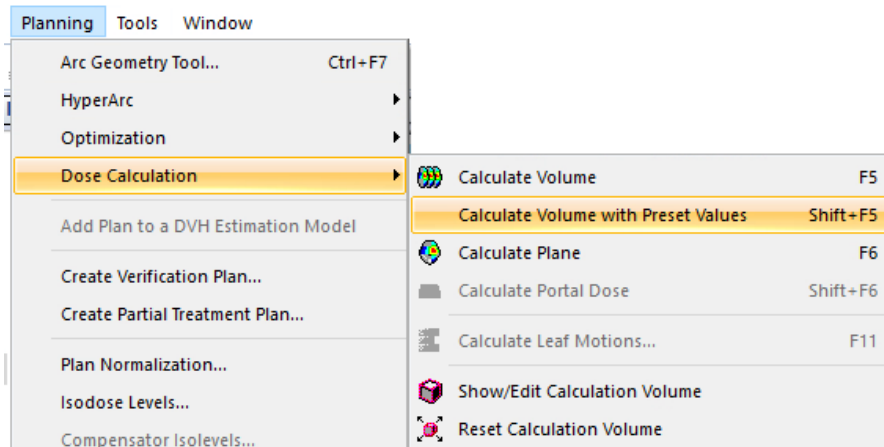 Planning Tools Window
Arc Geometry Tool... Ctrl+F7
HyperArc
Optimization
Dose Calculation
Add Plan to a DVH Estimation Model
Create Verification Plan...
Create Partial Treatment Plan...
Plan Normalization...
Isodose Levels...
Compensator Isolevels...
Calculate Volume F5
Calculate Volume with Preset Values Shift+F5
Calculate Plane F6
Calculate Portal Dose Shift+F6
Calculate Leaf Motions... F11
Show/Edit Calculation Volume
Reset Calculation Volume